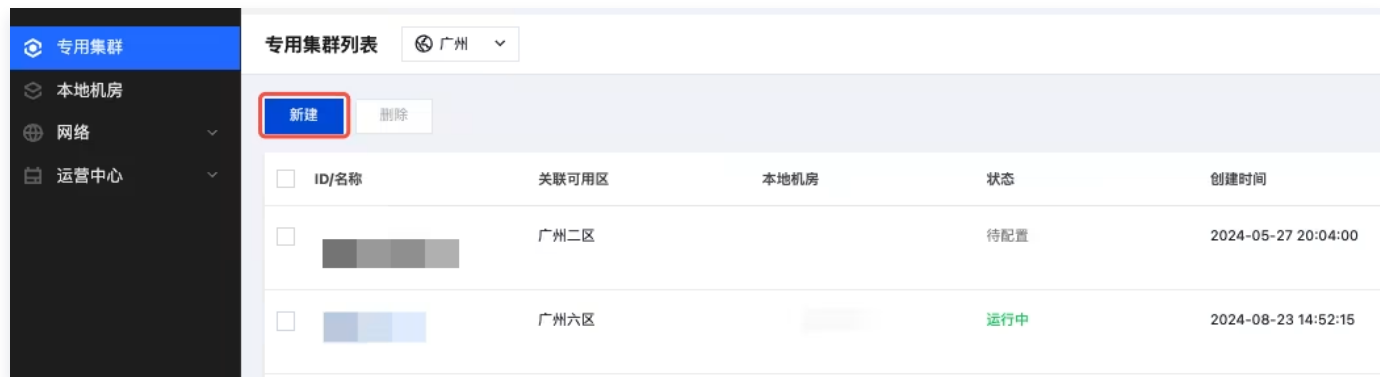 专用集群
本地机房
网络
运营中心
专用集群列表 广州
新建 删除
ID/名称 关联可用区 本地机房 状态 创建时间
广州二区 待配置 2024-05-27 20:04:00
广州六区 运行中 2024-08-23 14:52:15